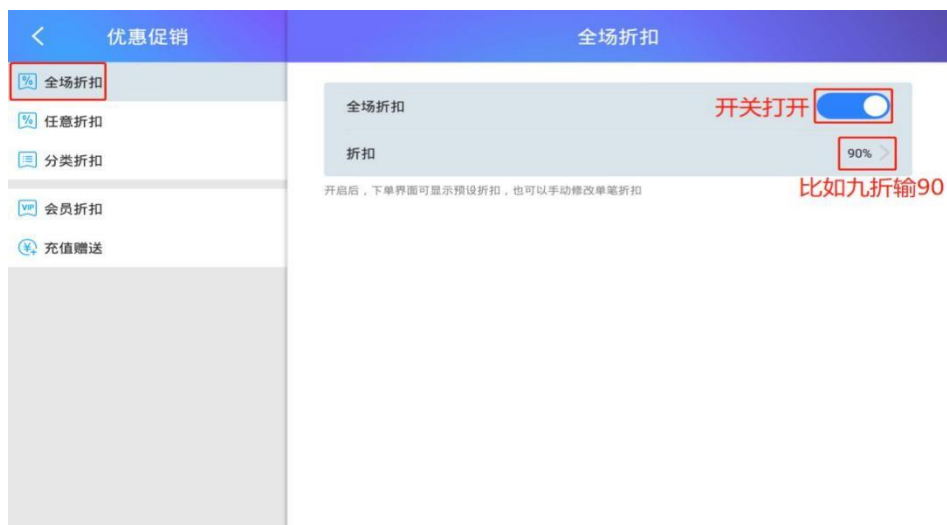 优惠促销
全场折扣
任意折扣
分类折扣
会员折扣
充值赠送
全场折扣
全场折扣
开关打开
折扣
90%
开启后，下单界面可显示预设折扣，也可以手动修改单笔折扣
比如九折输90